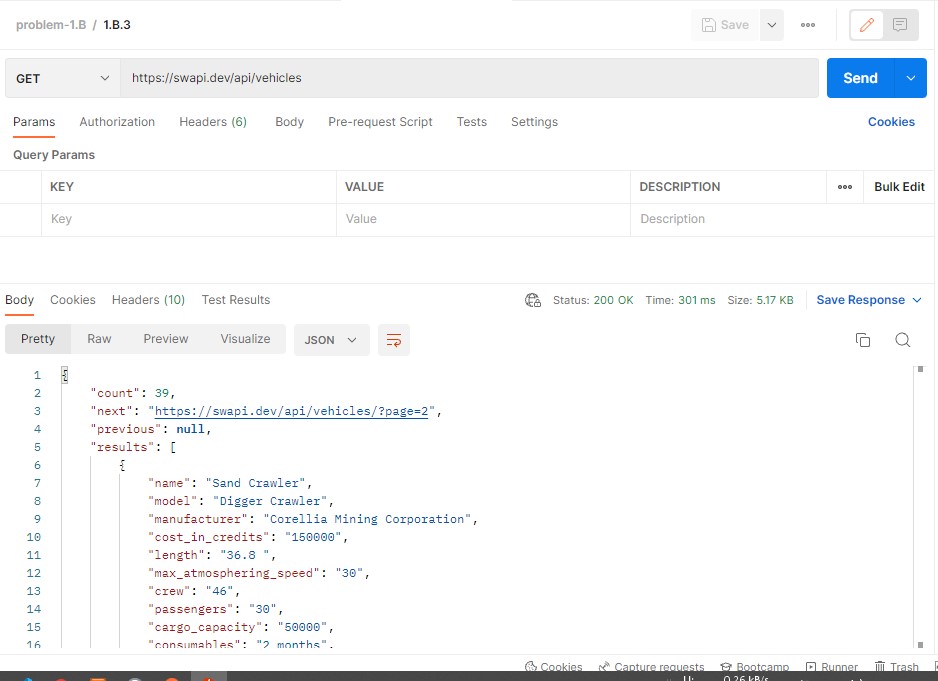 problem-1.B / 1.B.3
Save
GET https://swapi.dev/api/vehicles Send
Params Authorization Headers (6) Body Pre-request Script Tests Settings Cookies
Query Params
KEY VALUE DESCRIPTION Bulk Edit
Key Value Description
Body Cookies Headers (10) Test Results Status: 200 OK Time: 301 ms Size: 5.17 KB Save Response
Pretty Raw Preview Visualize JSON
1 {
2 "count": 39,
3 "next": "https://swapi.dev/api/vehicles/?page=2",
4 "previous": null,
5 "results": [
6 {
7 "name": "Sand Crawler",
8 "model": "Digger Crawler",
9 "manufacturer": "Corellia Mining Corporation",
10 "cost_in_credits": "150000",
11 "length": "36.8 ",
12 "max_atmosphering_speed": "30",
13 "crew": "46",
14 "passengers": "30",
15 "cargo_capacity": "50000",
16 "consumables": "2 months",
Cookies Capture requests Bootcamp Runner Trash
U: 0.26 kB/s